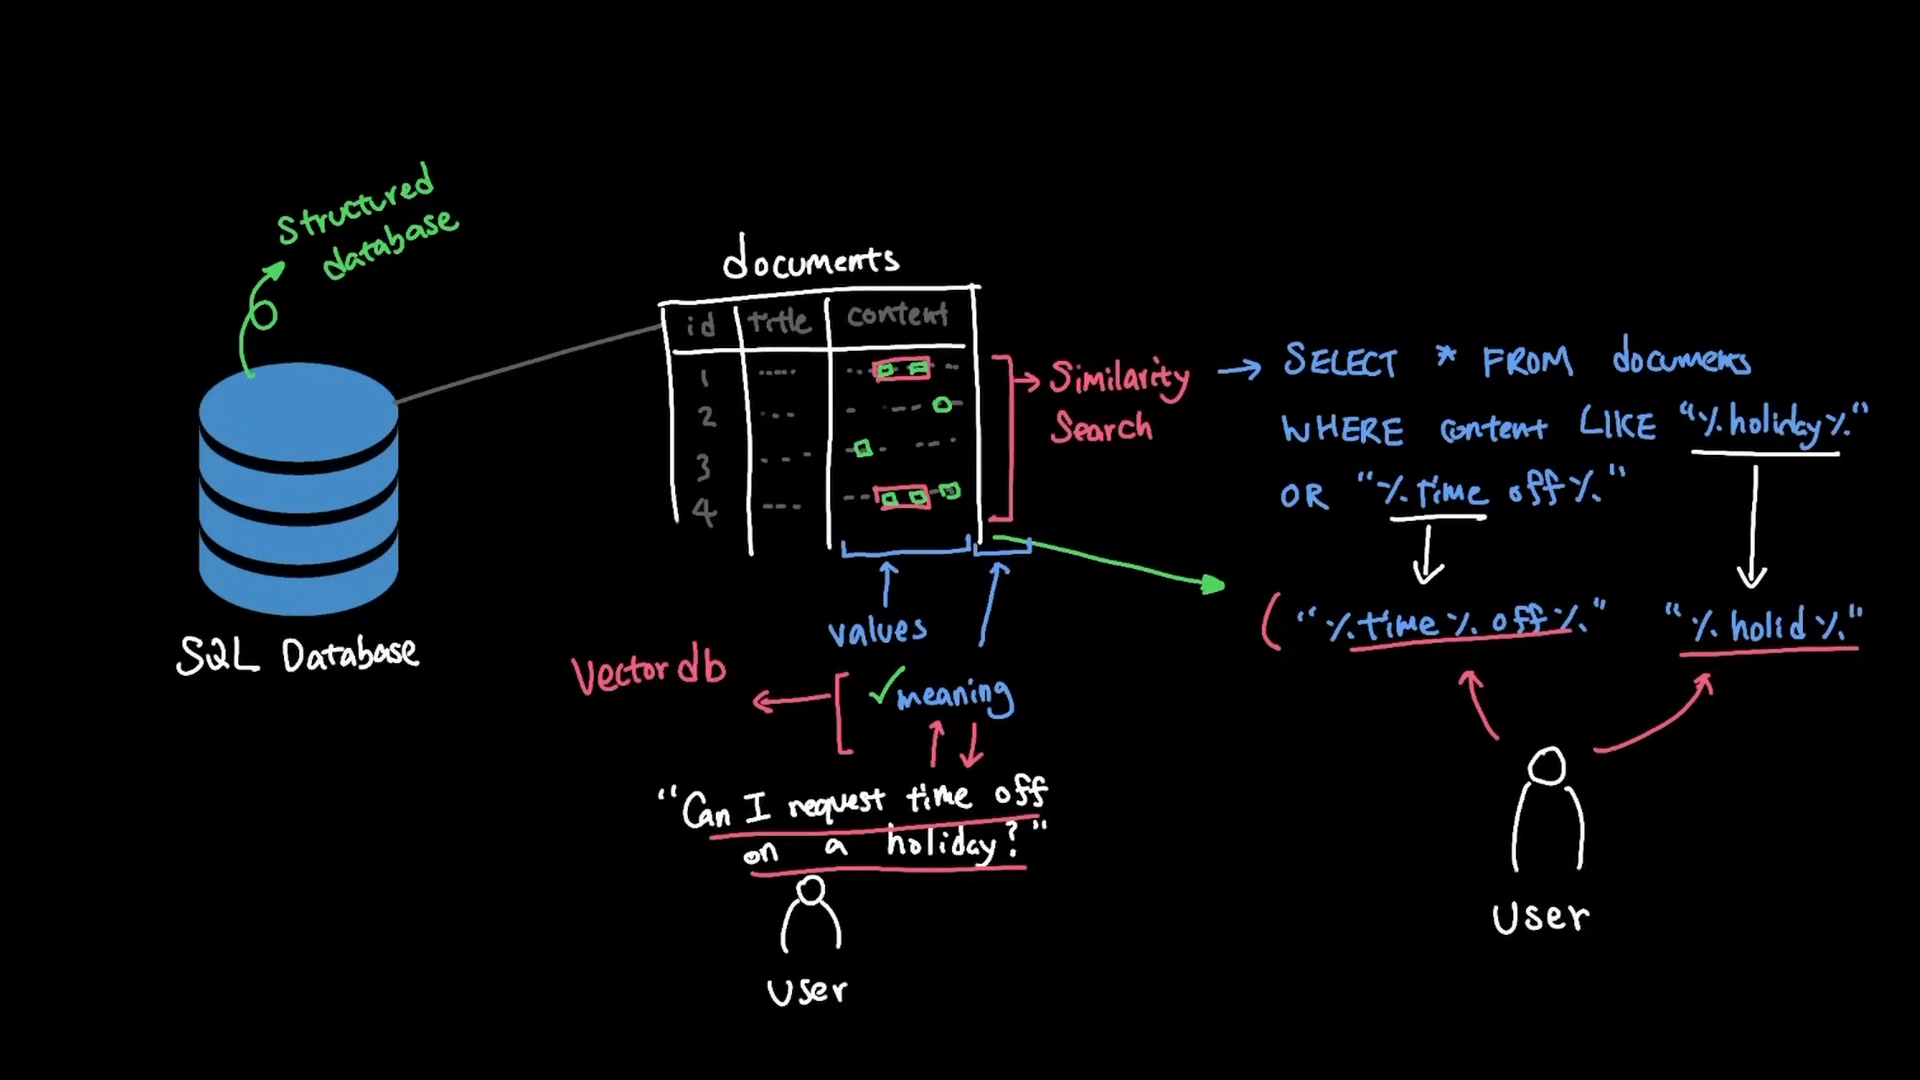 Structured
database
SQL Database
documents
id title content
1
2
3
4
Similarity
Search
SELECT * FROM documents
WHERE content LIKE "%holiday%"
OR "%time off%"
("%time%off%" "%holid%"
values
Vector db
meaning
"Can I request time off
on a holiday?"
User
User